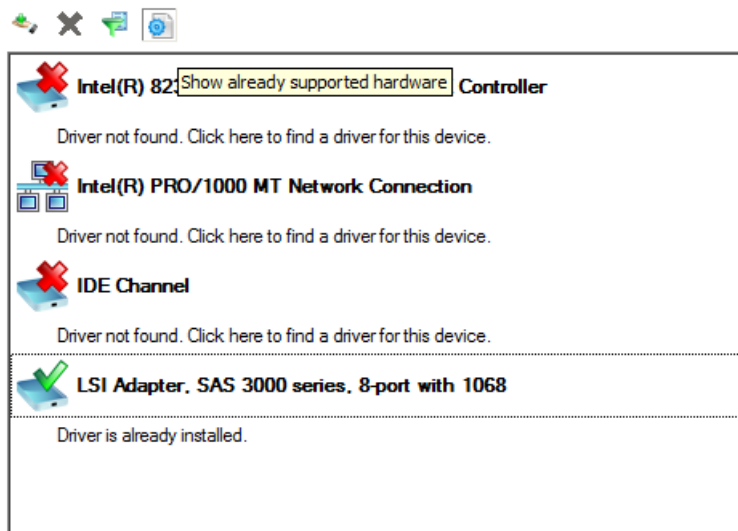 Intel(R) 82 Show already supported hardware Controller
Driver not found. Click here to find a driver for this device.
Intel(R) PRO/1000 MT Network Connection
Driver not found. Click here to find a driver for this device.
IDE Channel
Driver not found. Click here to find a driver for this device.
LSI Adapter, SAS 3000 series, 8-port with 1068
Driver is already installed.